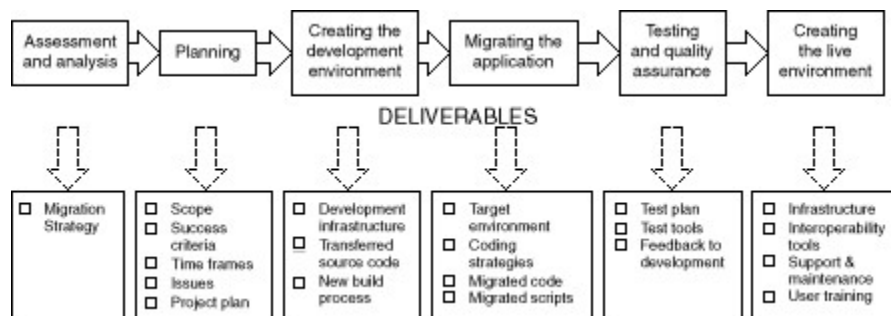 Assessment
and analysis
Planning
Creating the
development
environment
Migrating the
application
Testing
and quality
assurance
Creating
the live
environment
DELIVERABLES
Migration
Strategy
Scope
Success
criteria
Time frames
Issues
Project plan
Development
infrastructure
Transferred
source code
New build
process
Target
environment
Coding
strategies
Migrated code
Migrated scripts
Test plan
Test tools
Feedback to
development
Infrastructure
Interoperability
tools
Support &
maintenance
User training